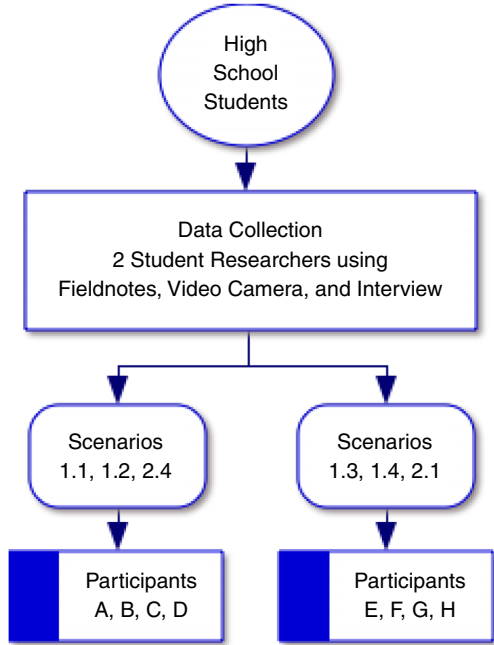 High
School
Students
Data Collection
2 Student Researchers using
Fieldnotes, Video Camera, and Interview
Scenarios
1.1, 1.2, 2.4
Scenarios
1.3, 1.4, 2.1
Participants
A, B, C, D
Participants
E, F, G, H